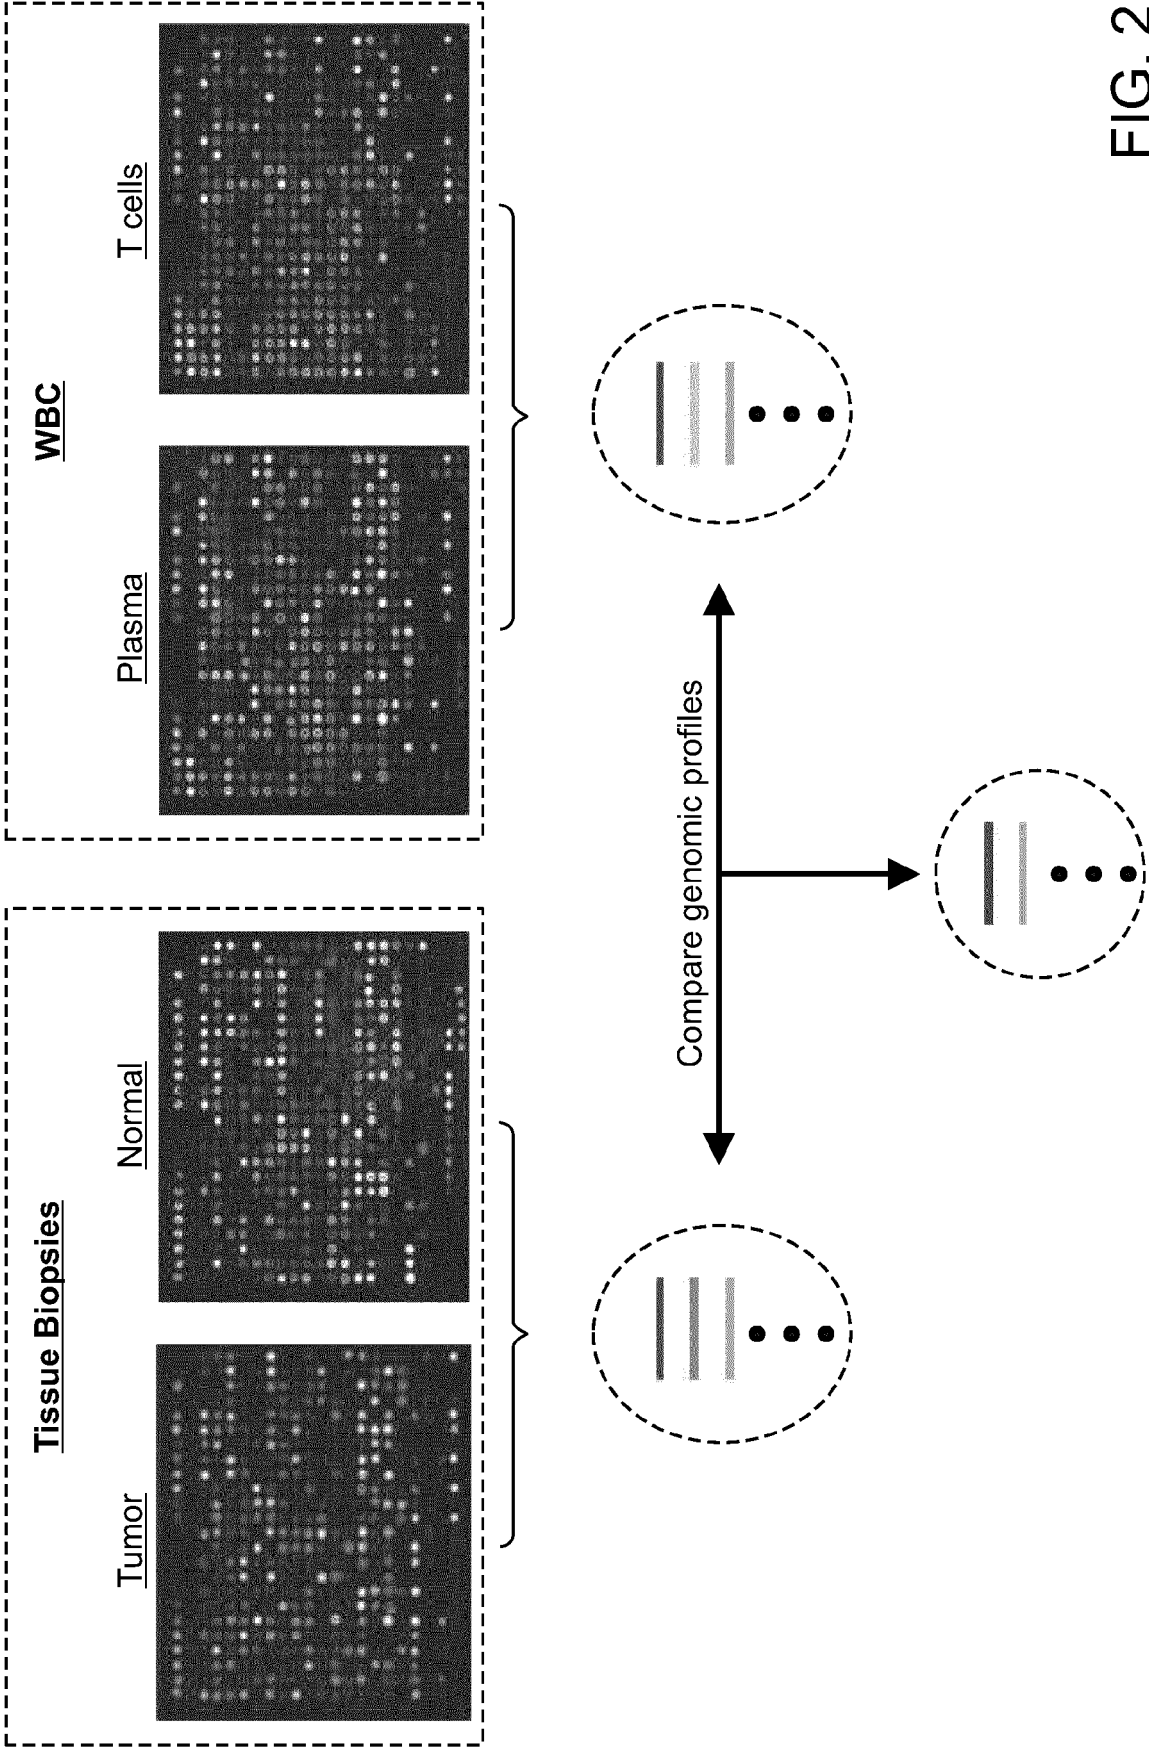 Tissue Biopsies
WBC
Tumor
Normal
Plasma
T cells
Compare genomic profiles
FIG. 2